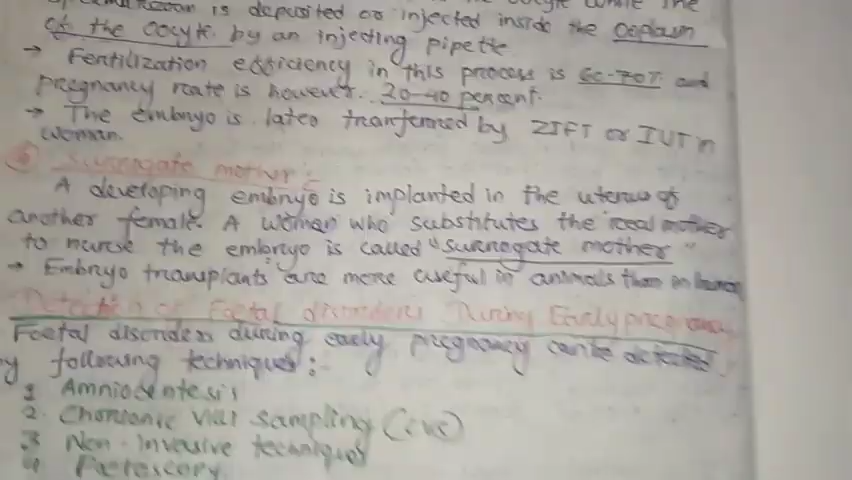 is deposited or injected inside the ooplasm
of the oocyte by an injecting pipette
→ Fertilization efficiency in this process is 60-70% and
pregnancy rate is however 20-40 percent.
→ The embryo is later tranferred by ZIFT or IUT in
woman.
6 Surrogate mother:-
A developing embryo is implanted in the uterus of
another female. A woman who substitutes the real mother
to nurse the embryo is called "surrogate mother"
→ Embryo transplants are more useful in animals than in human
Detection of Foetal disorders During Early pregnancy
Foetal disorders during early pregnancy can be detected
by following techniques:-
1 Amniocentesis
2. Chorionic villi sampling (cvc)
3 Non-invasive techniques
4 Foetoscopy